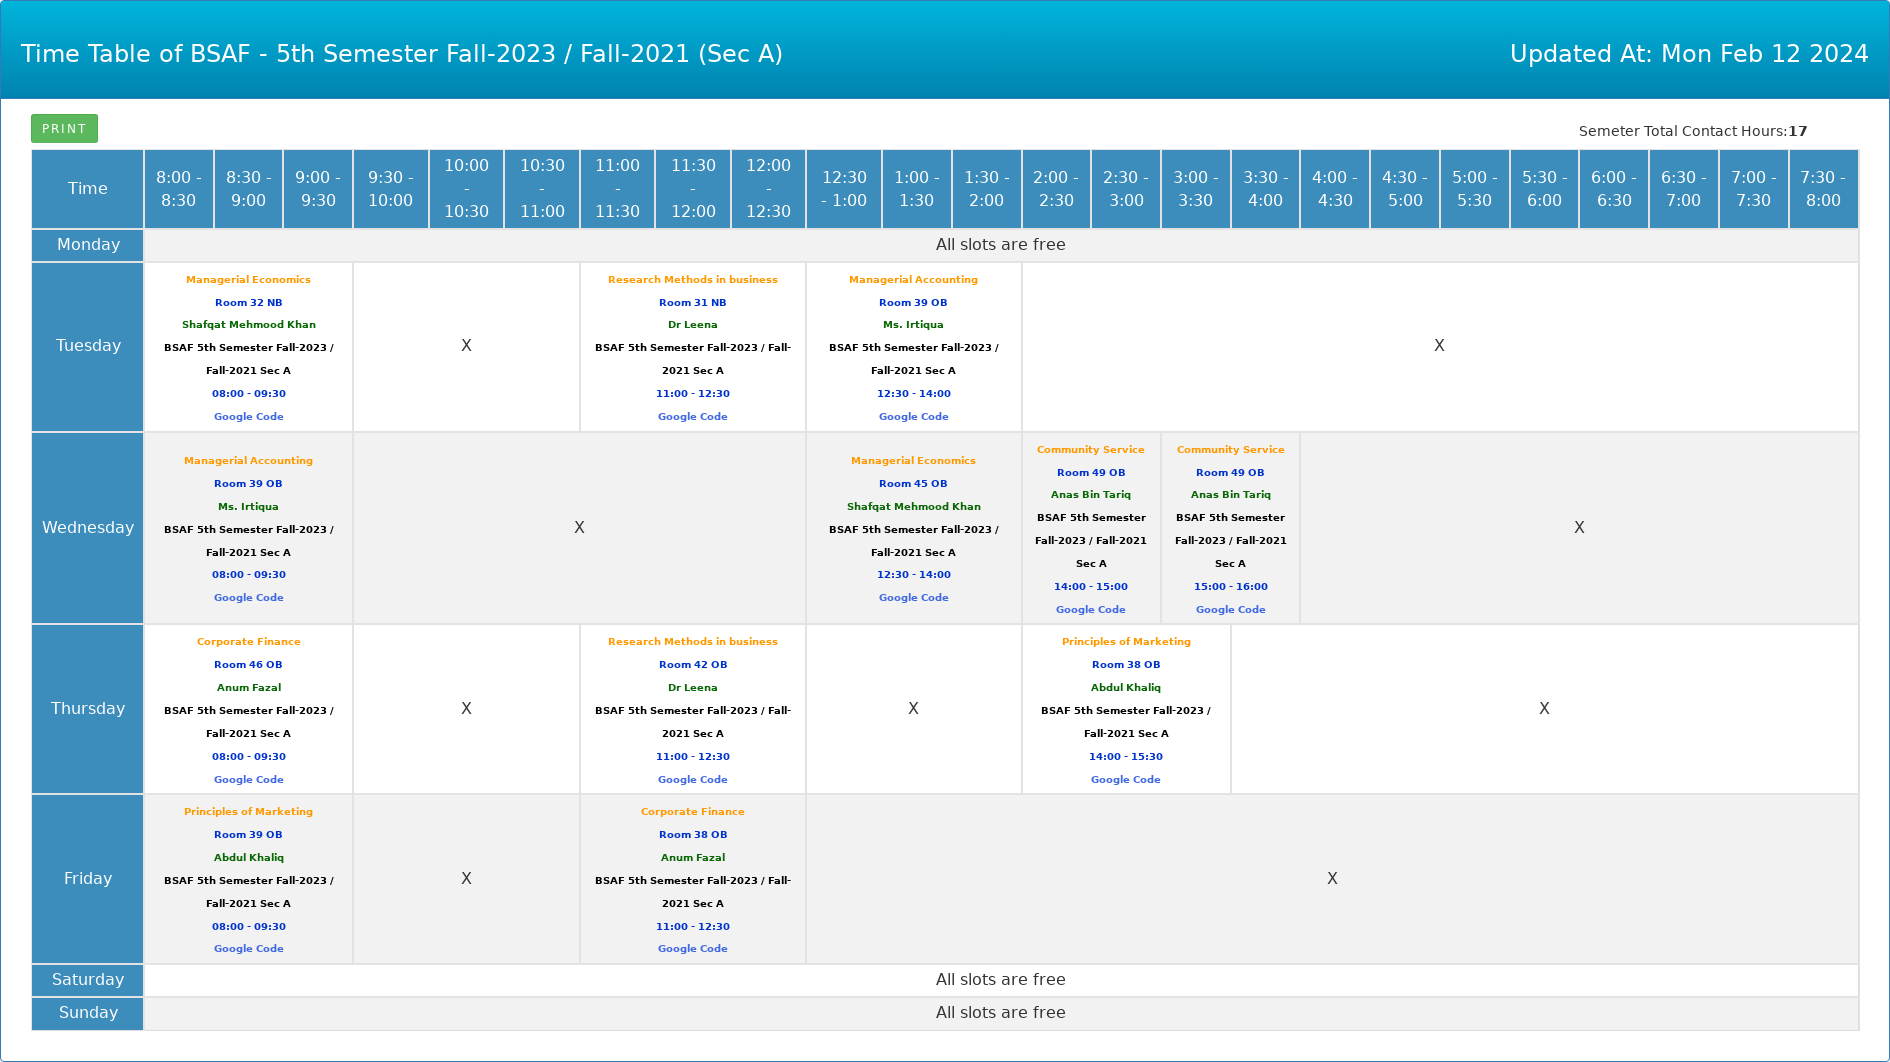 Time Table of BSAF - 5th Semester Fall-2023 / Fall-2021 (Sec A)
Updated At: Mon Feb 12 2024
PRINT
Semeter Total Contact Hours:17
Time
8:00 -
8:30
8:30 -
9:00
9:00 -
9:30
9:30 -
10:00
10:00
-
10:30
10:30
-
11:00
11:00
-
11:30
11:30
-
12:00
12:00
-
12:30
12:30
- 1:00
1:00 -
1:30
1:30 -
2:00
2:00 -
2:30
2:30 -
3:00
3:00 -
3:30
3:30 -
4:00
4:00 -
4:30
4:30 -
5:00
5:00 -
5:30
5:30 -
6:00
6:00 -
6:30
6:30 -
7:00
7:00 -
7:30
7:30 -
8:00
Monday
All slots are free
Tuesday
Managerial Economics
Room 32 NB
Shafqat Mehmood Khan
BSAF 5th Semester Fall-2023 /
Fall-2021 Sec A
08:00 - 09:30
Google Code
X
Research Methods in business
Room 31 NB
Dr Leena
BSAF 5th Semester Fall-2023 / Fall-
2021 Sec A
11:00 - 12:30
Google Code
Managerial Accounting
Room 39 OB
Ms. Irtiqua
BSAF 5th Semester Fall-2023 /
Fall-2021 Sec A
12:30 - 14:00
Google Code
X
Wednesday
Managerial Accounting
Room 39 OB
Ms. Irtiqua
BSAF 5th Semester Fall-2023 /
Fall-2021 Sec A
08:00 - 09:30
Google Code
X
Managerial Economics
Room 45 OB
Shafqat Mehmood Khan
BSAF 5th Semester Fall-2023 /
Fall-2021 Sec A
12:30 - 14:00
Google Code
Community Service
Room 49 OB
Anas Bin Tariq
BSAF 5th Semester
Fall-2023 / Fall-2021
Sec A
14:00 - 15:00
Google Code
Community Service
Room 49 OB
Anas Bin Tariq
BSAF 5th Semester
Fall-2023 / Fall-2021
Sec A
15:00 - 16:00
Google Code
X
Thursday
Corporate Finance
Room 46 OB
Anum Fazal
BSAF 5th Semester Fall-2023 /
Fall-2021 Sec A
08:00 - 09:30
Google Code
X
Research Methods in business
Room 42 OB
Dr Leena
BSAF 5th Semester Fall-2023 / Fall-
2021 Sec A
11:00 - 12:30
Google Code
X
Principles of Marketing
Room 38 OB
Abdul Khaliq
BSAF 5th Semester Fall-2023 /
Fall-2021 Sec A
14:00 - 15:30
Google Code
X
Friday
Principles of Marketing
Room 39 OB
Abdul Khaliq
BSAF 5th Semester Fall-2023 /
Fall-2021 Sec A
08:00 - 09:30
Google Code
X
Corporate Finance
Room 38 OB
Anum Fazal
BSAF 5th Semester Fall-2023 / Fall-
2021 Sec A
11:00 - 12:30
Google Code
X
Saturday
All slots are free
Sunday
All slots are free